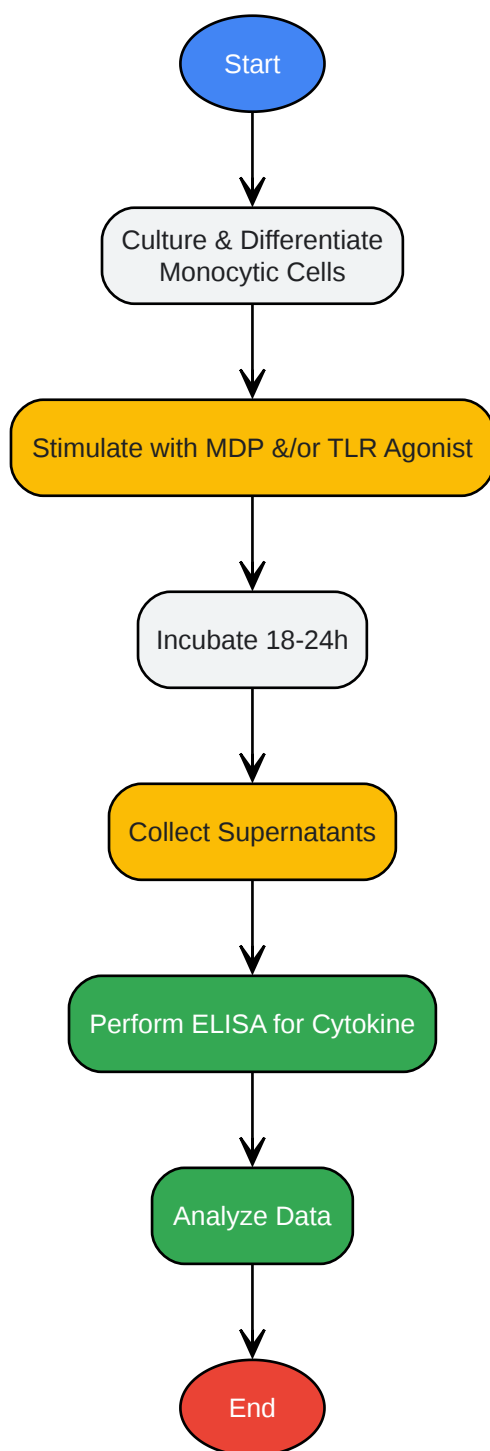 Start
Culture & Differentiate
Monocytic Cells
Stimulate with MDP &/or TLR Agonist
Incubate 18-24h
Collect Supernatants
Perform ELISA for Cytokine
Analyze Data
End